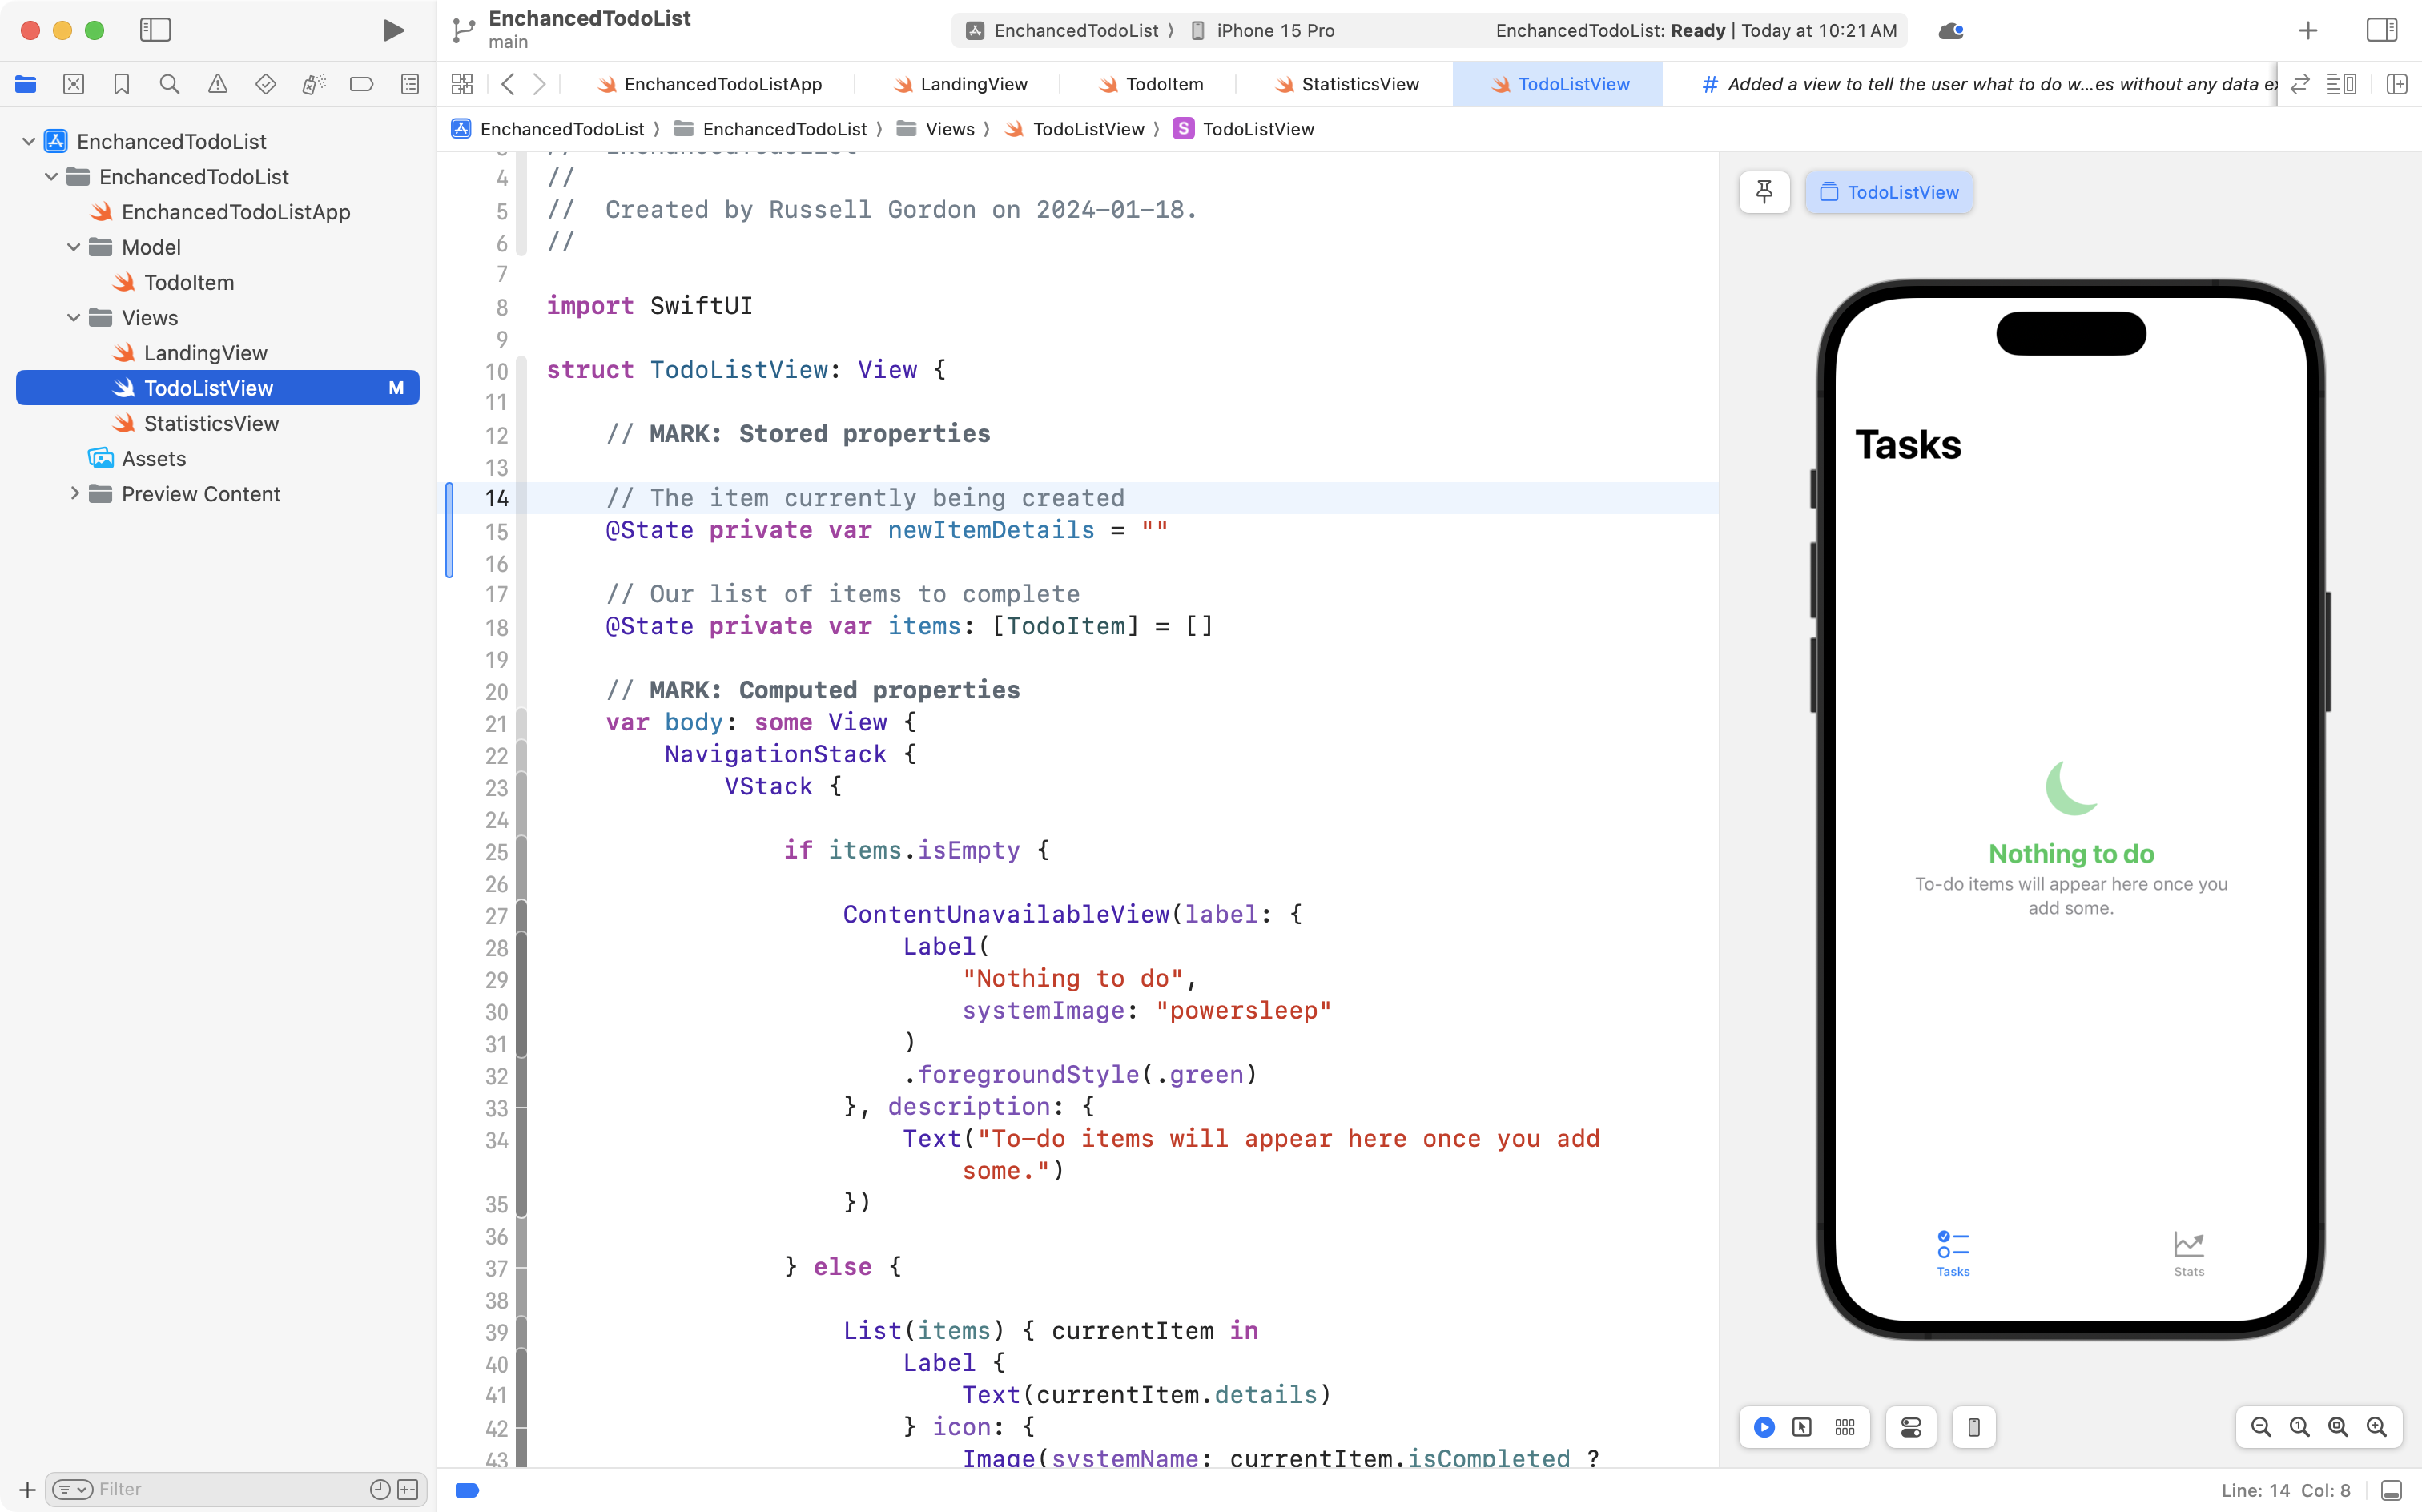 EnchancedTodoList
main
EnchancedTodoList ⟩ iPhone 15 Pro
EnchancedTodoList: Ready | Today at 10:21 AM
EnchancedTodoListApp
LandingView
TodoItem
StatisticsView
TodoListView
# Added a view to tell the user what to do w...es without any data
EnchancedTodoList ⟩ EnchancedTodoList ⟩ Views ⟩ TodoListView ⟩ S TodoListView
EnchancedTodoList
EnchancedTodoList
EnchancedTodoListApp
Model
TodoItem
Views
LandingView
TodoListView M
StatisticsView
Assets
Preview Content
Filter
4 //
5 //  Created by Russell Gordon on 2024-01-18.
6 //
7
8 import SwiftUI
9
10 struct TodoListView: View {
11
12 // MARK: Stored properties
13
14 // The item currently being created
15 @State private var newItemDetails = ""
16
17 // Our list of items to complete
18 @State private var items: [TodoItem] = []
19
20 // MARK: Computed properties
21 var body: some View {
22 NavigationStack {
23 VStack {
24
25 if items.isEmpty {
26
27 ContentUnavailableView(label: {
28 Label(
29 "Nothing to do",
30 systemImage: "powersleep"
31 )
32 .foregroundStyle(.green)
33 }, description: {
34 Text("To-do items will appear here once you add
some.")
35 })
36
37 } else {
38
39 List(items) { currentItem in
40 Label {
41 Text(currentItem.details)
42 } icon: {
43 Image(systemName: currentItem.isCompleted ?
TodoListView
Tasks
Nothing to do
To-do items will appear here once you
add some.
Tasks
Stats
Line: 14 Col: 8